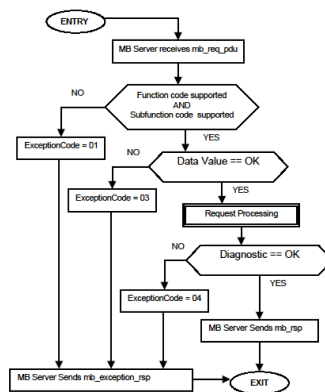 ENTRY
MB Server receives mb_req_pdu
NO
Function code supported
AND
Subfunction code supported
YES
ExceptionCode = 01
NO
Data Value == OK
YES
ExceptionCode = 03
Request Processing
NO
Diagnostic == OK
YES
ExceptionCode = 04
MB Server Sends mb_rsp
MB Server Sends mb_exception_rsp
EXIT